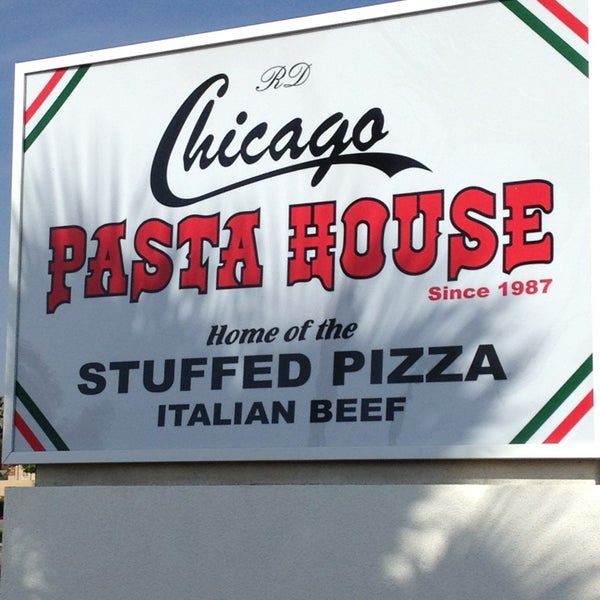 RD
Chicago
PASTA HOUSE
Since 1987
Home of the
STUFFED PIZZA
ITALIAN BEEF